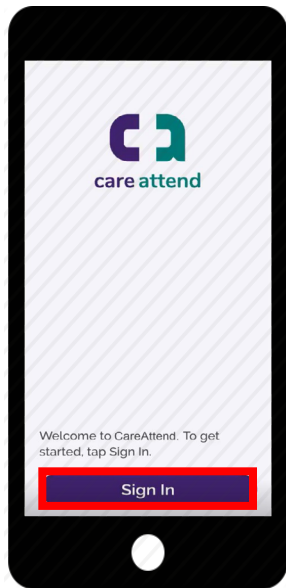 care attend
Welcome to CareAttend. To get
started, tap Sign In.
Sign In